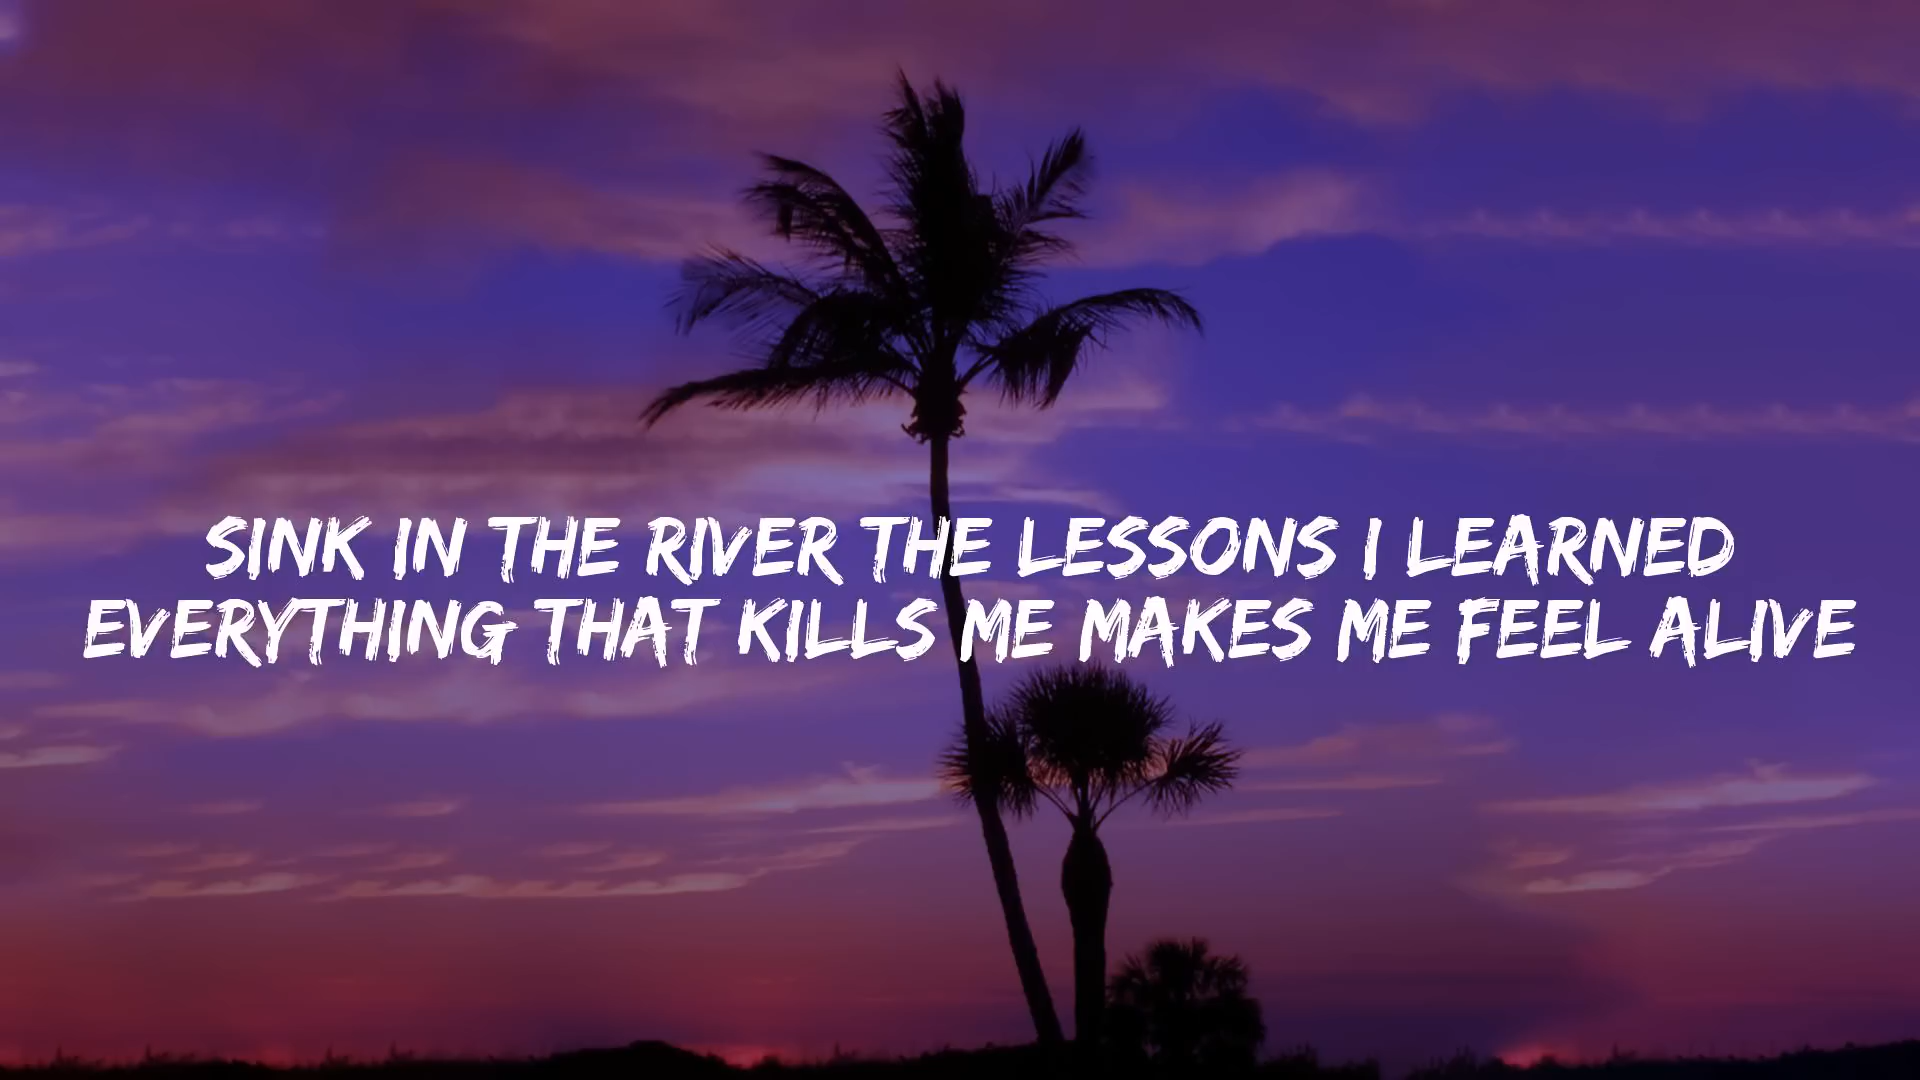 SINK IN THE RIVER THE LESSONS I LEARNED
EVERYTHING THAT KILLS ME MAKES ME FEEL ALIVE